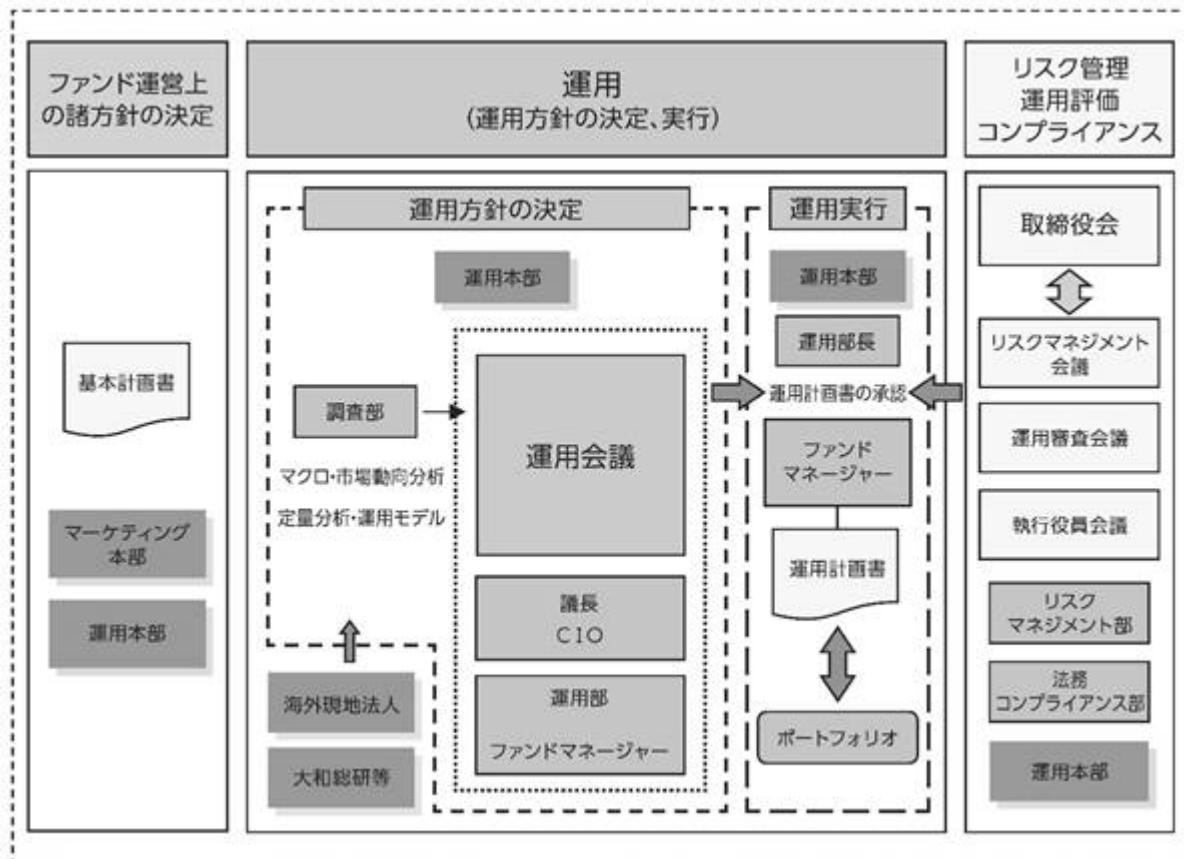 ファンド運営上
の諸方針の決定
運用
(運用方針の決定、実行)
リスク管理
運用評価
コンプライアンス
基本計画書
マーケティング
本部
運用本部
運用方針の決定
運用本部
調査部
マクロ・市場動向分析
定量分析・運用モデル
運用会議
議長
CIO
運用部
ファンドマネージャー
海外現地法人
大和総研等
運用実行
運用本部
運用部長
運用計画書の承認
ファンド
マネージャー
運用計画書
ポートフォリオ
取締役会
リスクマネジメント
会議
運用審査会議
執行役員会議
リスク
マネジメント部
法務
コンプライアンス部
運用本部